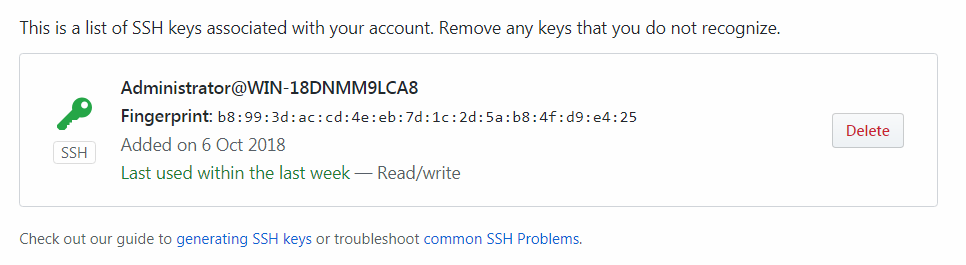 This is a list of SSH keys associated with your account. Remove any keys that you do not recognize.
Administrator@WIN-18DNMM9LCA8
Fingerprint: b8:99:3d:ac:cd:4e:eb:7d:1c:2d:5a:b8:4f:d9:e4:25
SSH
Added on 6 Oct 2018
Last used within the last week — Read/write
Delete
Check out our guide to generating SSH keys or troubleshoot common SSH Problems.